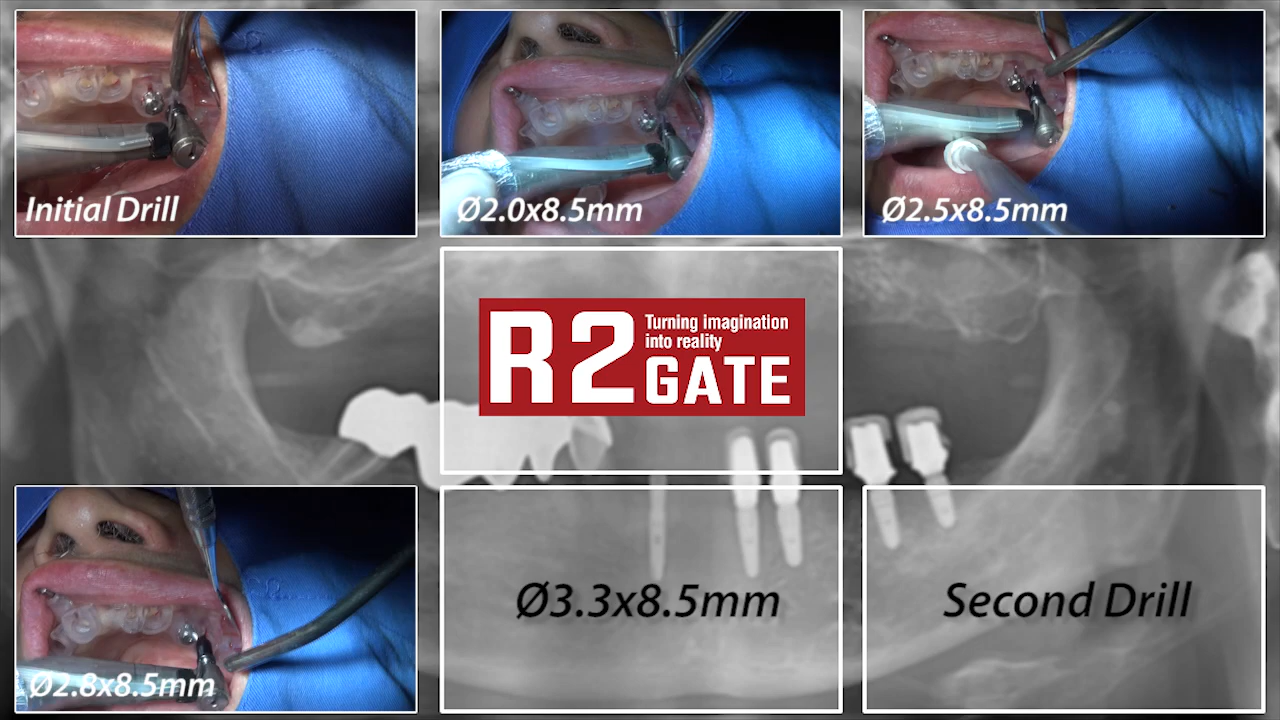 Initial Drill
Ø2.0x8.5mm
Ø2.5x8.5mm
R2 GATE
Turning imagination
into reality
Ø2.8x8.5mm
Ø3.3x8.5mm
Second Drill